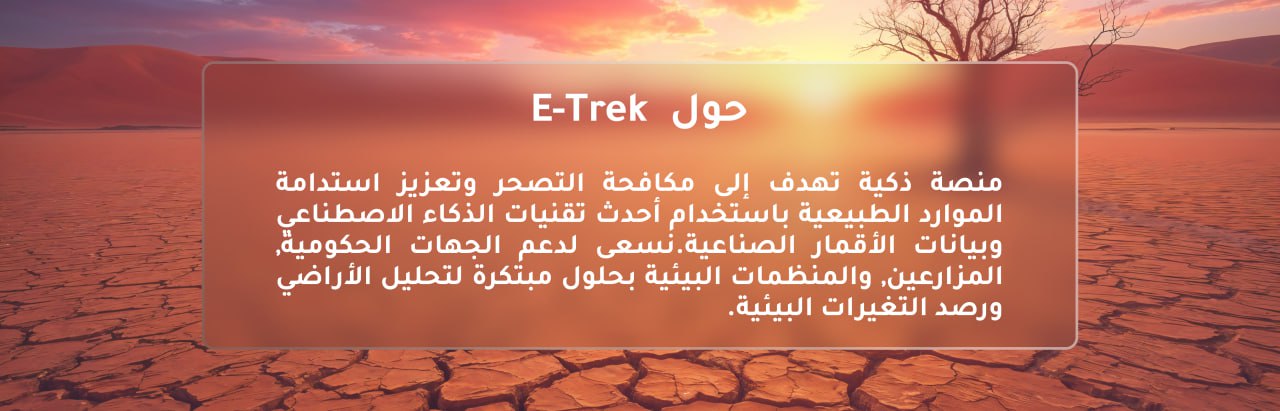 حول E-Trek
منصة ذكية تهدف إلى مكافحة التصحر وتعزيز استدامة
الموارد الطبيعية باستخدام أحدث تقنيات الذكاء الاصطناعي
وبيانات الأقمار الصناعية.نسعى لدعم الجهات الحكومية,
المزارعين, والمنظمات البيئية بحلول مبتكرة لتحليل الأراضي
ورصد التغيرات البيئية.